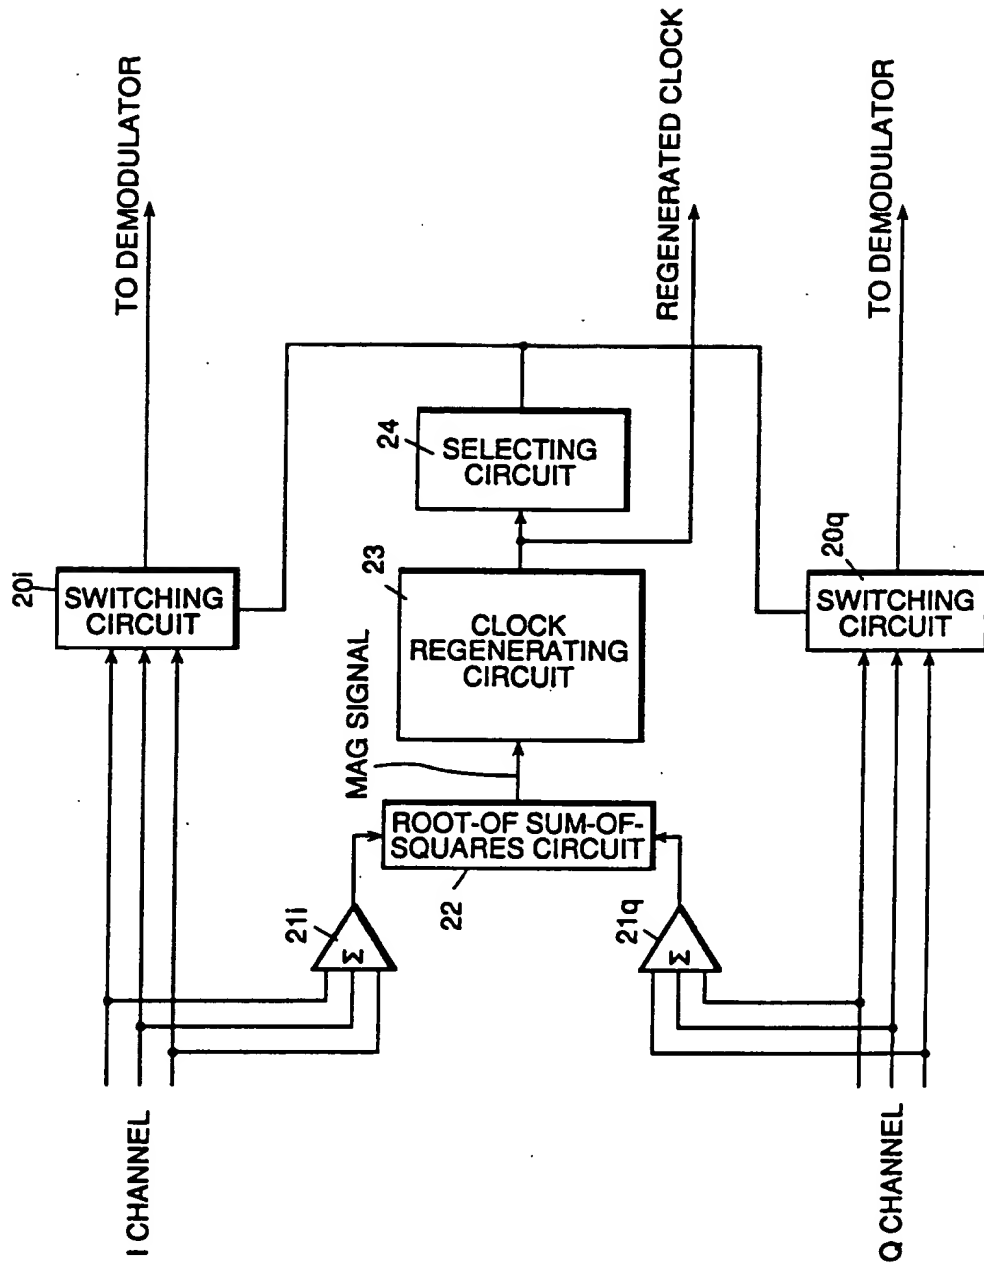 I CHANNEL
20i
SWITCHING
CIRCUIT
TO DEMODULATOR
21i
Σ
22
ROOT-OF SUM-OF-
SQUARES CIRCUIT
MAG SIGNAL
23
CLOCK
REGENERATING
CIRCUIT
24
SELECTING
CIRCUIT
REGENERATED CLOCK
21q
Σ
Q CHANNEL
20q
SWITCHING
CIRCUIT
TO DEMODULATOR